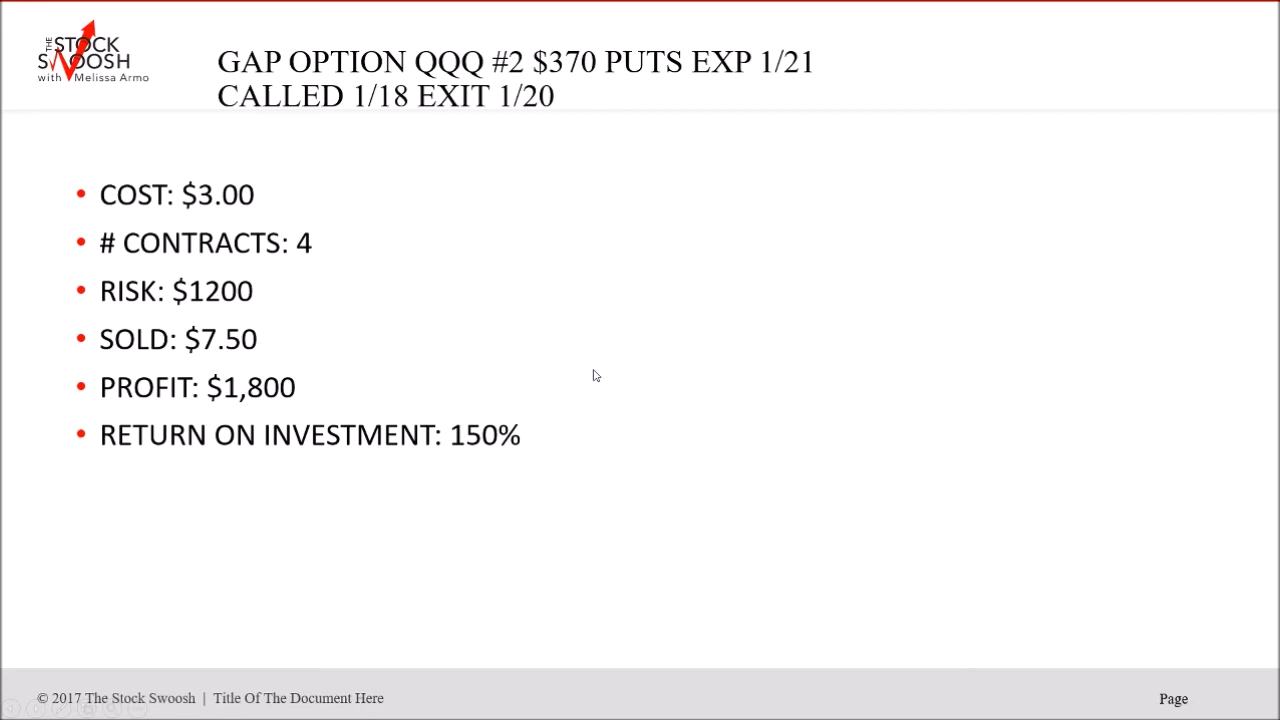 THE STOCK
SWOOSH
with Melissa Armo
GAP OPTION QQQ #2 $370 PUTS EXP 1/21
CALLED 1/18 EXIT 1/20
• COST: $3.00
• # CONTRACTS: 4
• RISK: $1200
• SOLD: $7.50
• PROFIT: $1,800
• RETURN ON INVESTMENT: 150%
© 2017 The Stock Swoosh | Title Of The Document Here
Page